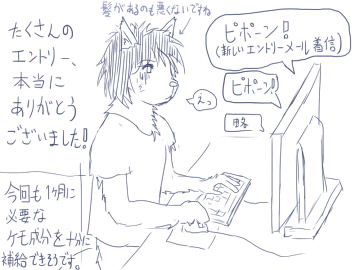 髪があるのも悪くないですね
たくさんの
エントリー、
本当に
ありがとう
ございました!
ピポーン!
(新しいエントリーメール着信)
ピポーン!
略
えっ
今回も1ヶ月に
必要な
ケモ成分を十分に
補給できそうです。